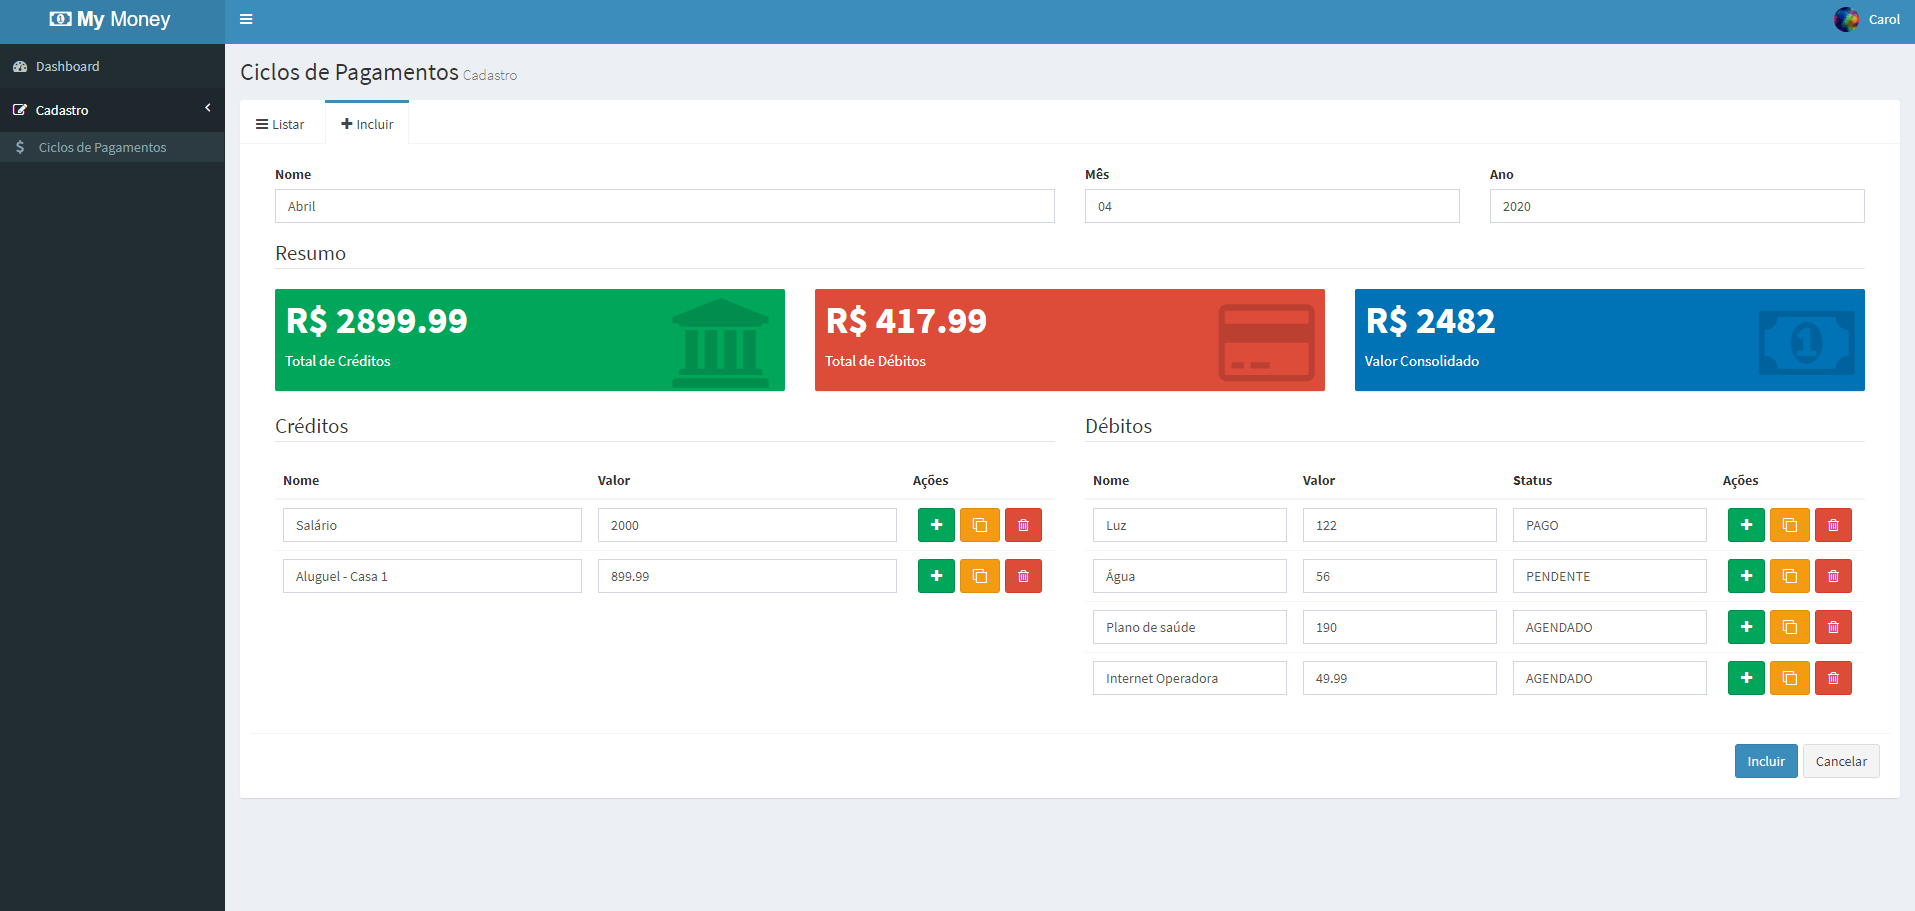 My Money
Carol
Dashboard
Cadastro
Ciclos de Pagamentos
Ciclos de Pagamentos Cadastro
Listar
Incluir
Nome
Mês
Ano
Abril
04
2020
Resumo
R$ 2899.99
Total de Créditos
R$ 417.99
Total de Débitos
R$ 2482
Valor Consolidado
Créditos
Nome Valor Ações
Salário 2000
Aluguel - Casa 1 899.99
Débitos
Nome Valor Status Ações
Luz 122 PAGO
Água 56 PENDENTE
Plano de saúde 190 AGENDADO
Internet Operadora 49.99 AGENDADO
Incluir
Cancelar